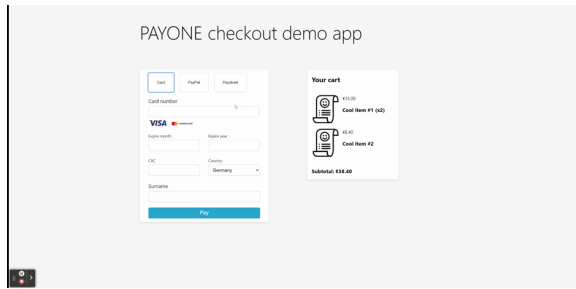 PAYONE checkout demo app
Card
PayPal
Paydirekt
Card number
VISA
Expire month
Expire year
CVC
Country
Germany
Surname
Pay
Your cart
€15.00
Cool item #1 (x2)
€8.40
Cool item #2
Subtotal: €38.40